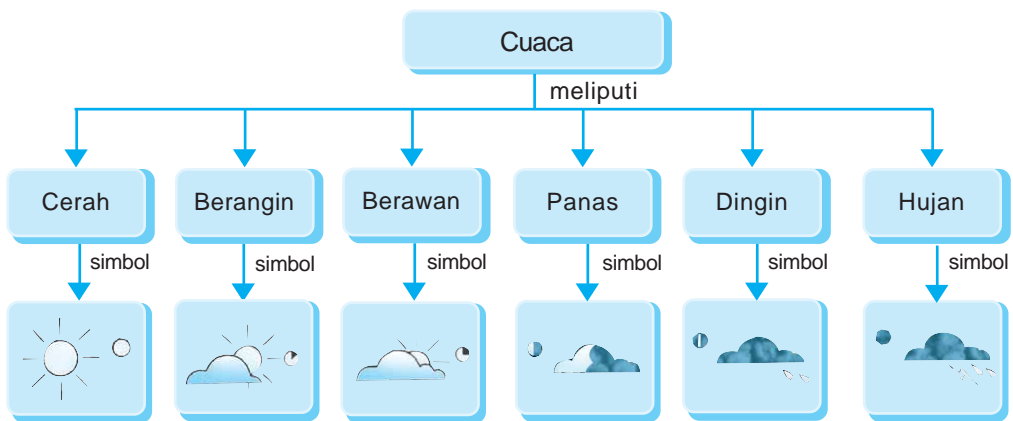 Cuaca
meliputi
Cerah
Berangin
Berawan
Panas
Dingin
Hujan
simbol
simbol
simbol
simbol
simbol
simbol